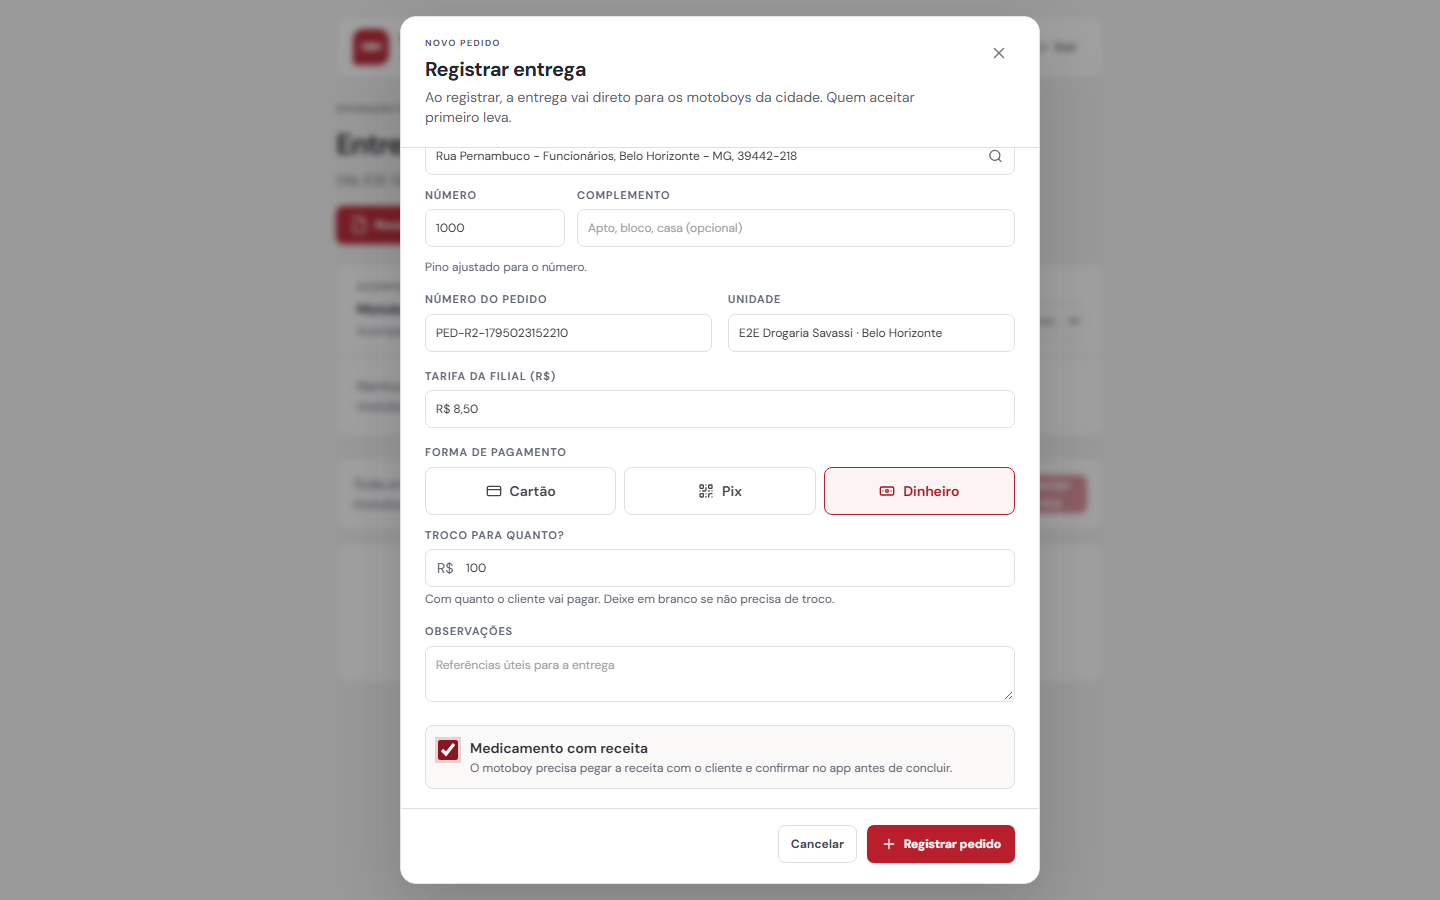 NOVO PEDIDO
Registrar entrega
Ao registrar, a entrega vai direto para os motoboys da cidade. Quem aceitar
primeiro leva.
Rua Pernambuco - Funcionários, Belo Horizonte - MG, 39442-218
NÚMERO
COMPLEMENTO
1000
Apto, bloco, casa (opcional)
Pino ajustado para o número.
NÚMERO DO PEDIDO
UNIDADE
PED-R2-1795023152210
E2E Drogaria Savassi · Belo Horizonte
TARIFA DA FILIAL (R$)
R$ 8,50
FORMA DE PAGAMENTO
Cartão
Pix
Dinheiro
TROCO PARA QUANTO?
R$ 100
Com quanto o cliente vai pagar. Deixe em branco se não precisa de troco.
OBSERVAÇÕES
Referências úteis para a entrega
Medicamento com receita
O motoboy precisa pegar a receita com o cliente e confirmar no app antes de concluir.
Cancelar
Registrar pedido